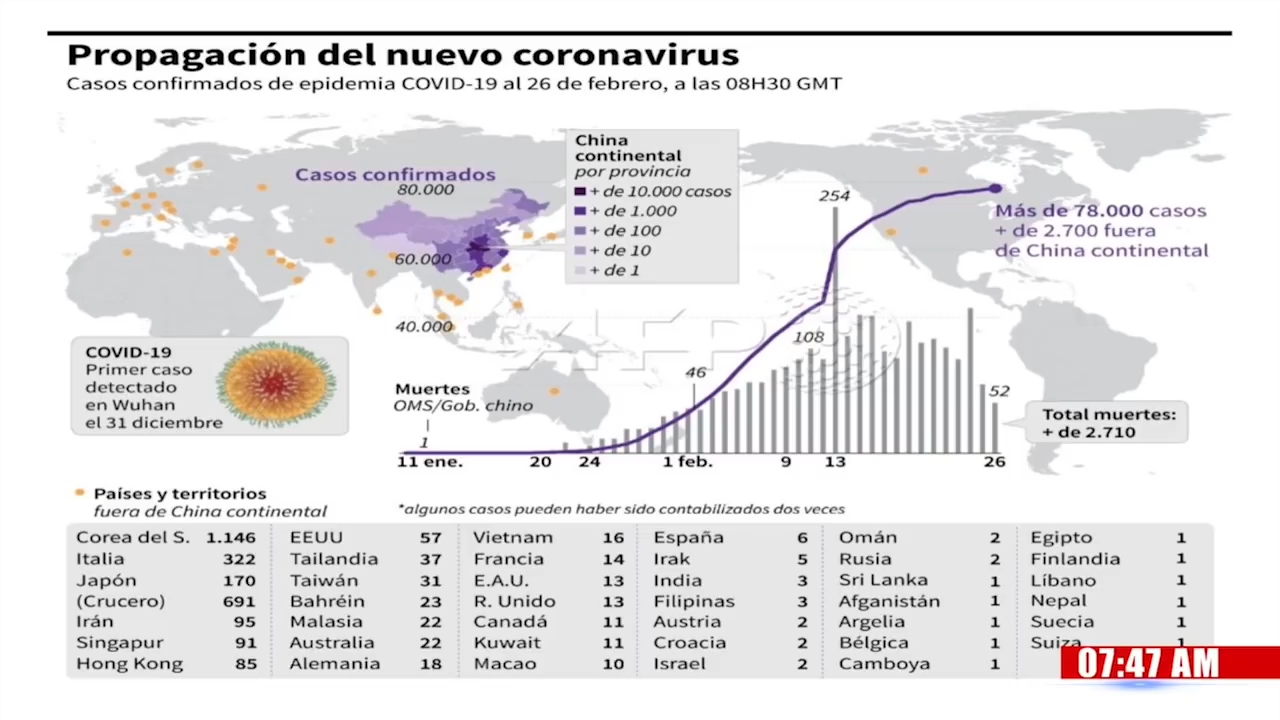 Propagación del nuevo coronavirus
Casos confirmados de epidemia COVID-19 al 26 de febrero, a las 08H30 GMT
China
continental
por provincia
+ de 10.000 casos
+ de 1.000
+ de 100
+ de 10
+ de 1
Casos confirmados
80.000
60.000
40.000
254
Más de 78.000 casos
+ de 2.700 fuera
de China continental
AFP
108
46
52
COVID-19
Primer caso
detectado
en Wuhan
el 31 diciembre
Muertes
OMS/Gob. chino
1
Total muertes:
+ de 2.710
11 ene. 20 24 1 feb. 9 13 26
Países y territorios
fuera de China continental
*algunos casos pueden haber sido contabilizados dos veces
Corea del S. 1.146 EEUU 57 Vietnam 16 España 6 Omán 2 Egipto 1
Italia 322 Tailandia 37 Francia 14 Irak 5 Rusia 2 Finlandia 1
Japón 170 Taiwán 31 E.A.U. 13 India 3 Sri Lanka 1 Líbano 1
(Crucero) 691 Bahréin 23 R. Unido 13 Filipinas 3 Afganistán 1 Nepal 1
Irán 95 Malasia 22 Canadá 11 Austria 2 Argelia 1 Suecia 1
Singapur 91 Australia 22 Kuwait 11 Croacia 2 Bélgica 1 Suiza 1
Hong Kong 85 Alemania 18 Macao 10 Israel 2 Camboya 1
07:47 AM